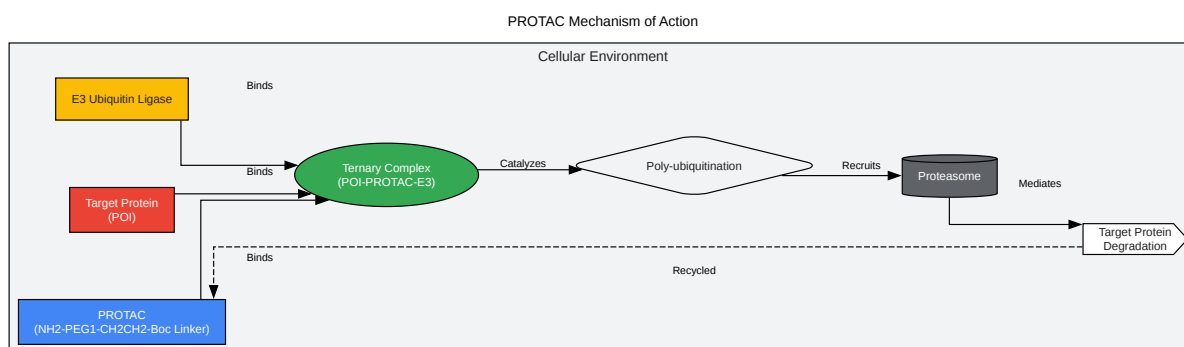 PROTAC Mechanism of Action
Cellular Environment
Binds
E3 Ubiquitin Ligase
Ternary Complex
(POI-PROTAC-E3)
Catalyzes
Poly-ubiquitination
Recruits
Proteasome
Binds
Mediates
Target Protein
(POI)
Target Protein
Degradation
Binds
Recycled
PROTAC
(NH2-PEG1-CH2CH2-Boc Linker)